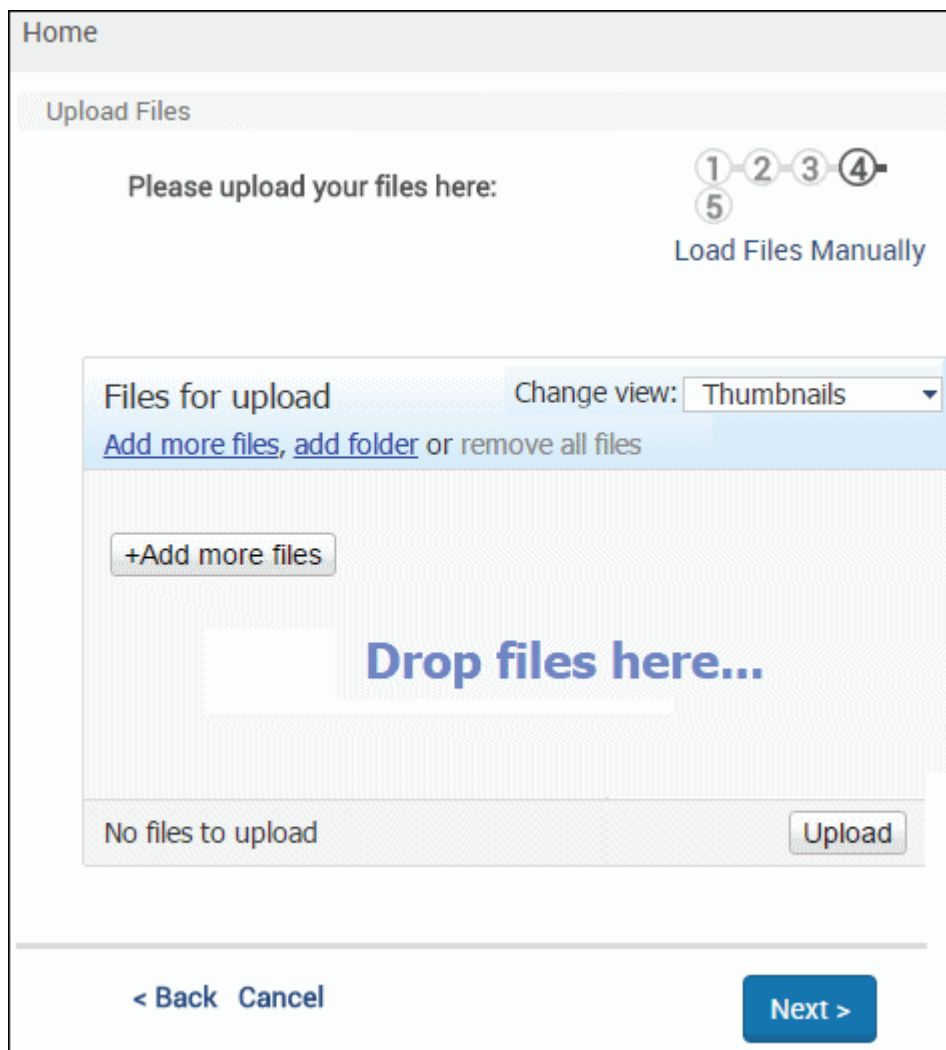 Home
Upload Files
Please upload your files here:
1 2 3 4
5
Load Files Manually
Files for upload
Change view: Thumbnails
Add more files, add folder or remove all files
+Add more files
Drop files here...
No files to upload
Upload
< Back Cancel
Next >